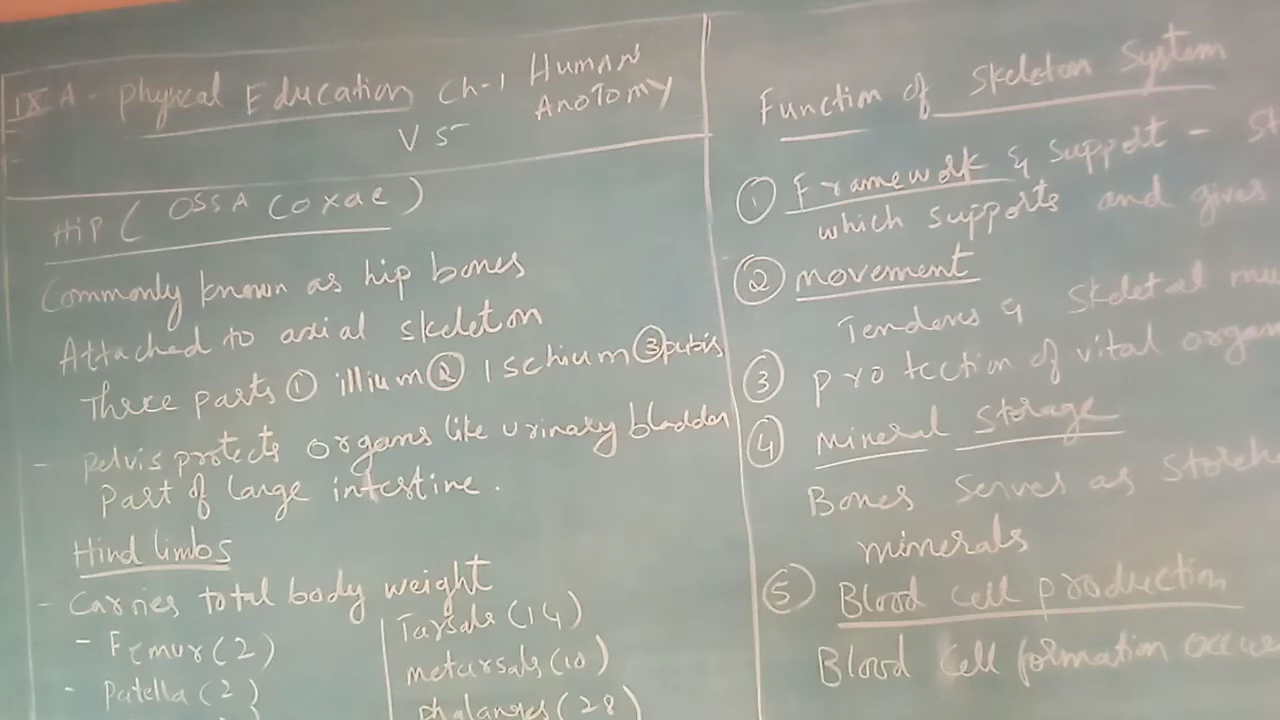 IX A - Physical Education Ch-1 Human
Anotomy
V S
Hip (Ossa Coxae)
Commonly known as hip bones
Attached to axial skeleton
Three parts ① illium ② Ischium ③ pubis
- Pelvis protects organs like urinary bladder
Part of large intestine.
Hind limbs
- Carries total body weight
- Femur (2)
- Patella (2)
Tarsals (14)
metarsals (10)
phalanges (28)
Function of Skeleton System
① Framework & support -
which supports and gives
② movement
Tendons & Skeletal
③ protection of vital
④ Mineral Storage
Bones Serves as
minerals
⑤ Blood Cell production
Blood Cell formation